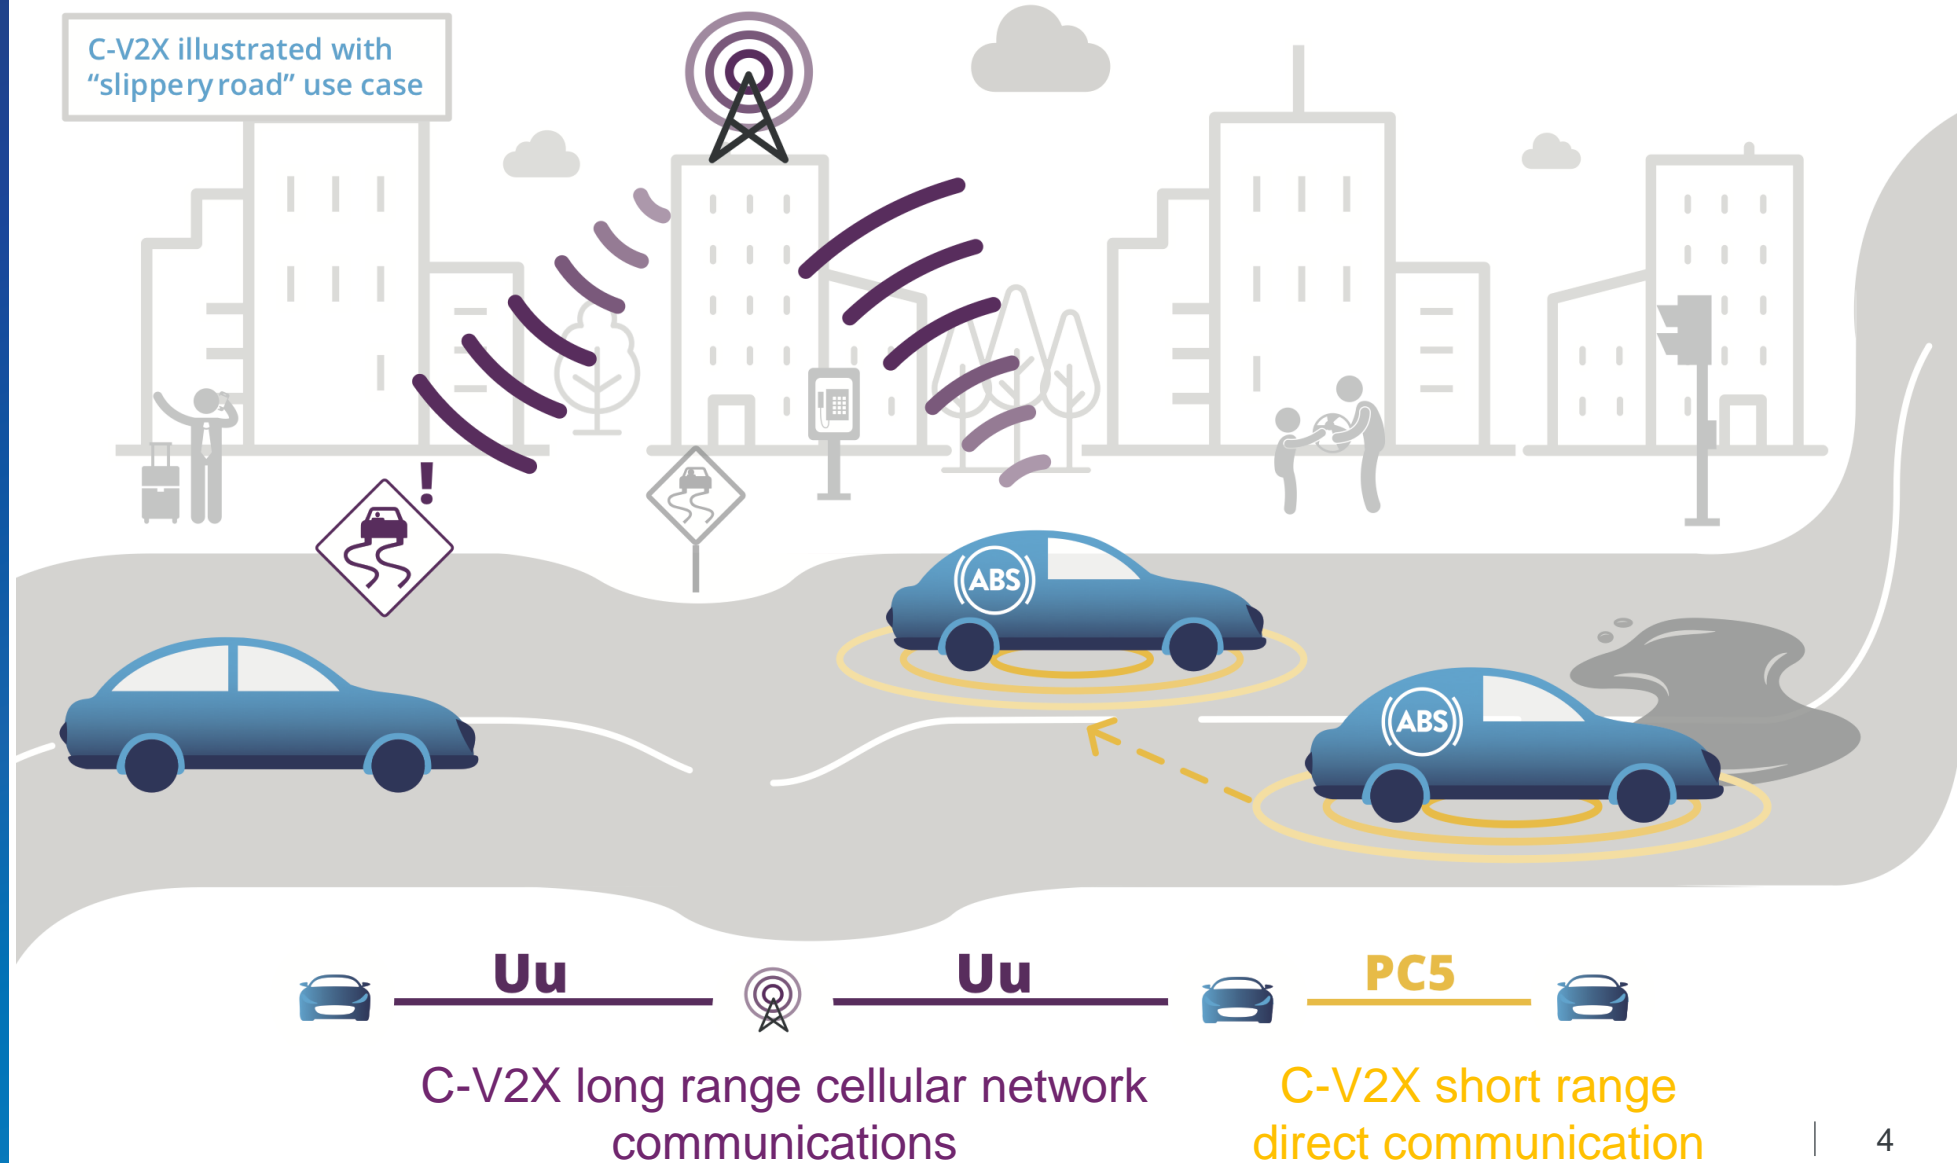 C-V2X illustrated with
“slippery road” use case
!
ABS
ABS
Uu
Uu
PC5
C-V2X long range cellular network
communications
C-V2X short range
direct communication
4